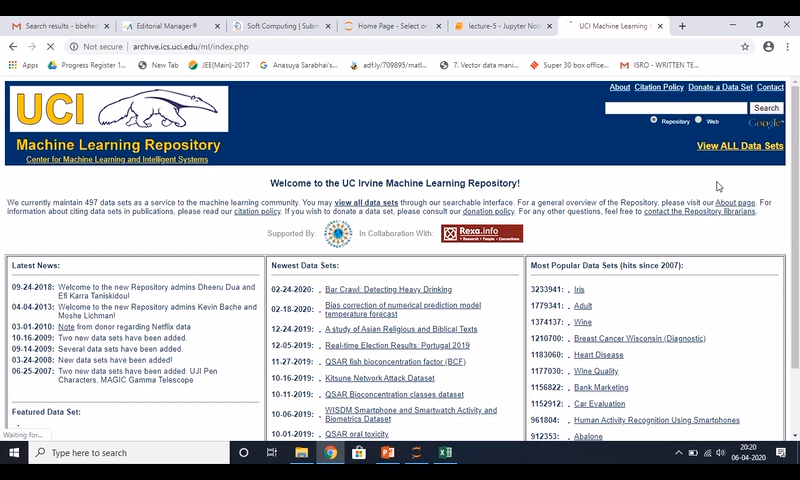 Search results - bbehe
Editorial Manager®
Soft Computing | Subm
Home Page - Select or
lecture-5 - Jupyter Not
UCI Machine Learning
Not secure | archive.ics.uci.edu/ml/index.php
Apps
Progress Register 1...
New Tab
JEE(Main)-2017
Anasuya Sarabhai's...
adf.ly/709895/matl...
7. Vector data mani...
Super 30 box office...
ISRO - WRITTEN TE...
About Citation Policy Donate a Data Set Contact
Search
Repository Web
Google
View ALL Data Sets
UCI
Machine Learning Repository
Center for Machine Learning and Intelligent Systems
Welcome to the UC Irvine Machine Learning Repository!
We currently maintain 497 data sets as a service to the machine learning community. You may view all data sets through our searchable interface. For a general overview of the Repository, please visit our About page. For
information about citing data sets in publications, please read our citation policy. If you wish to donate a data set, please consult our donation policy. For any other questions, feel free to contact the Repository librarians.
Supported By: In Collaboration With: Rexa.info
Research · People · Connections
Latest News:
09-24-2018: Welcome to the new Repository admins Dheeru Dua and
Efi Karra Taniskidou!
04-04-2013: Welcome to the new Repository admins Kevin Bache and
Moshe Lichman!
03-01-2010: Note from donor regarding Netflix data
10-16-2009: Two new data sets have been added.
09-14-2009: Several data sets have been added.
03-24-2008: New data sets have been added!
06-25-2007: Two new data sets have been added: UJI Pen
Characters, MAGIC Gamma Telescope
Featured Data Set:
Newest Data Sets:
02-24-2020: Bar Crawl: Detecting Heavy Drinking
02-18-2020: Bias correction of numerical prediction model
temperature forecast
12-24-2019: A study of Asian Religious and Biblical Texts
12-05-2019: Real-time Election Results: Portugal 2019
11-27-2019: QSAR fish bioconcentration factor (BCF)
10-16-2019: Kitsune Network Attack Dataset
10-11-2019: QSAR Bioconcentration classes dataset
10-06-2019: WISDM Smartphone and Smartwatch Activity and
Biometrics Dataset
10-01-2019: QSAR oral toxicity
Most Popular Data Sets (hits since 2007):
3233941: Iris
1779341: Adult
1374137: Wine
1210700: Breast Cancer Wisconsin (Diagnostic)
1183060: Heart Disease
1177030: Wine Quality
1156822: Bank Marketing
1152912: Car Evaluation
961804: Human Activity Recognition Using Smartphones
912353: Abalone
Waiting for...
Type here to search
20:20
06-04-2020